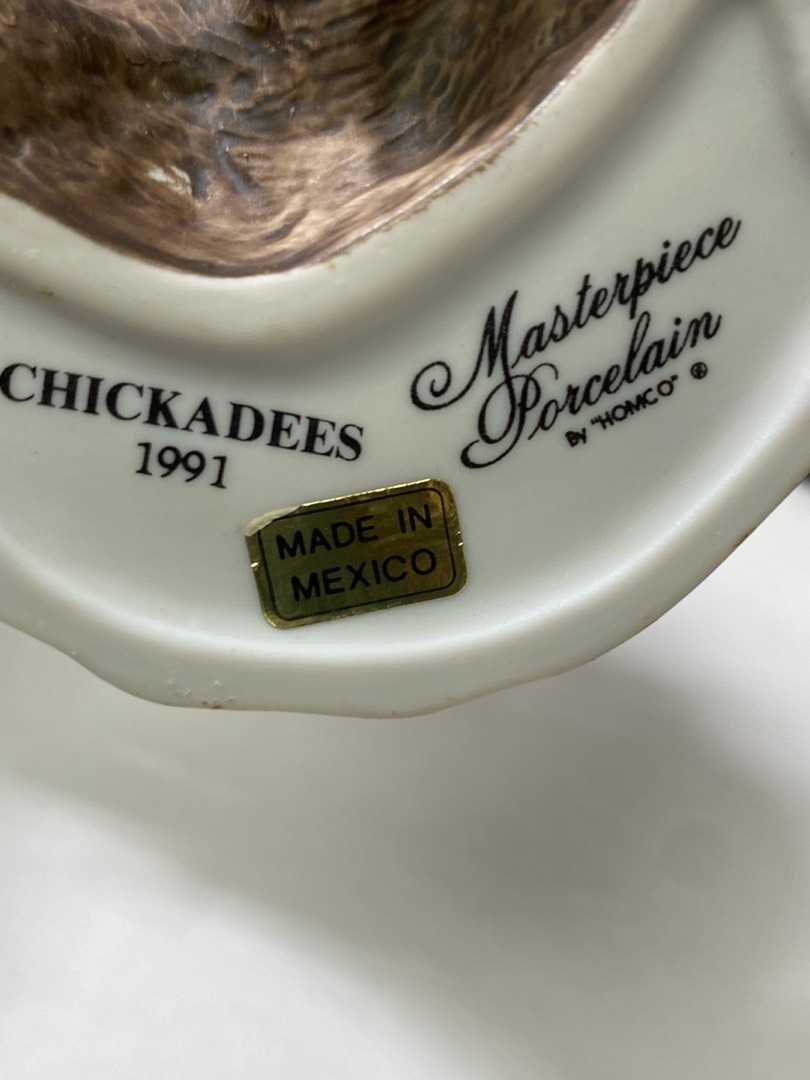 CHICKADEES
1991
Masterpiece
Porcelain
By "HOMCO" ®
MADE IN
MEXICO